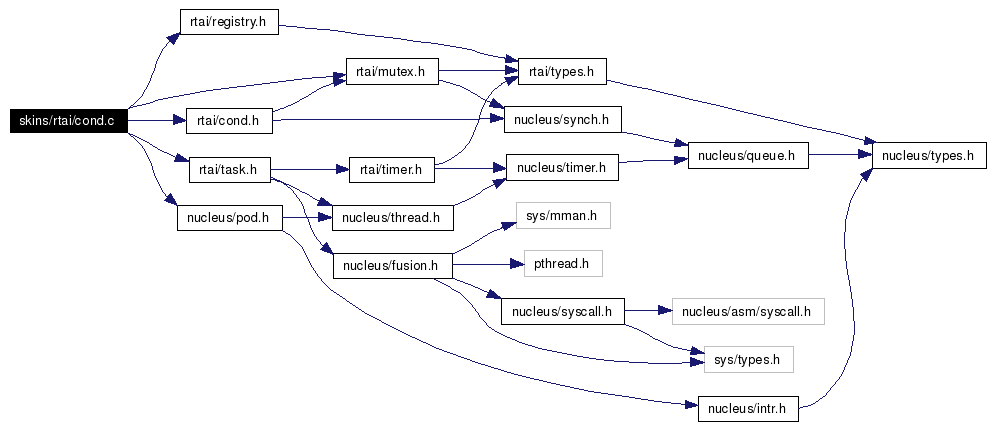 rtai/registry.h
rtai/mutex.h
rtai/types.h
skins/rtai/cond.c
rtai/cond.h
nucleus/synch.h
nucleus/queue.h
nucleus/types.h
rtai/task.h
rtai/timer.h
nucleus/timer.h
nucleus/pod.h
nucleus/thread.h
sys/mman.h
nucleus/fusion.h
pthread.h
nucleus/syscall.h
nucleus/asm/syscall.h
sys/types.h
nucleus/intr.h